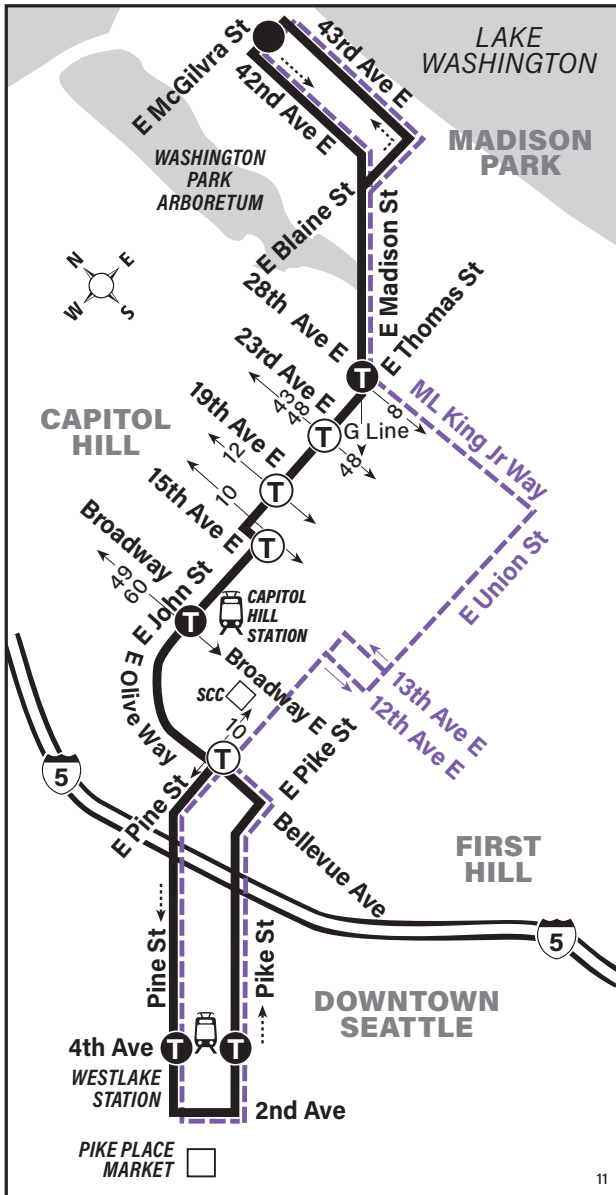 LAKE
WASHINGTON
E McGilvra St
43rd Ave E
42nd Ave E
MADISON
PARK
WASHINGTON
PARK
ARBORETUM
E Blaine St
E Madison St
N
E
W
S
28th Ave E
E Thomas St
T
8
G Line
ML King Jr Way
23rd Ave E
43
48
T
48
CAPITOL
HILL
19th Ave E
12
T
15th Ave E
10
T
Broadway
49
60
E John St
T
CAPITOL
HILL
STATION
E Union St
E Olive Way
SCC
Broadway E
13th Ave E
12th Ave E
10
T
E Pike St
E Pine St
Bellevue Ave
5
FIRST
HILL
5
Pine St
Pike St
DOWNTOWN
SEATTLE
4th Ave
T
T
WESTLAKE
STATION
2nd Ave
PIKE PLACE
MARKET
11